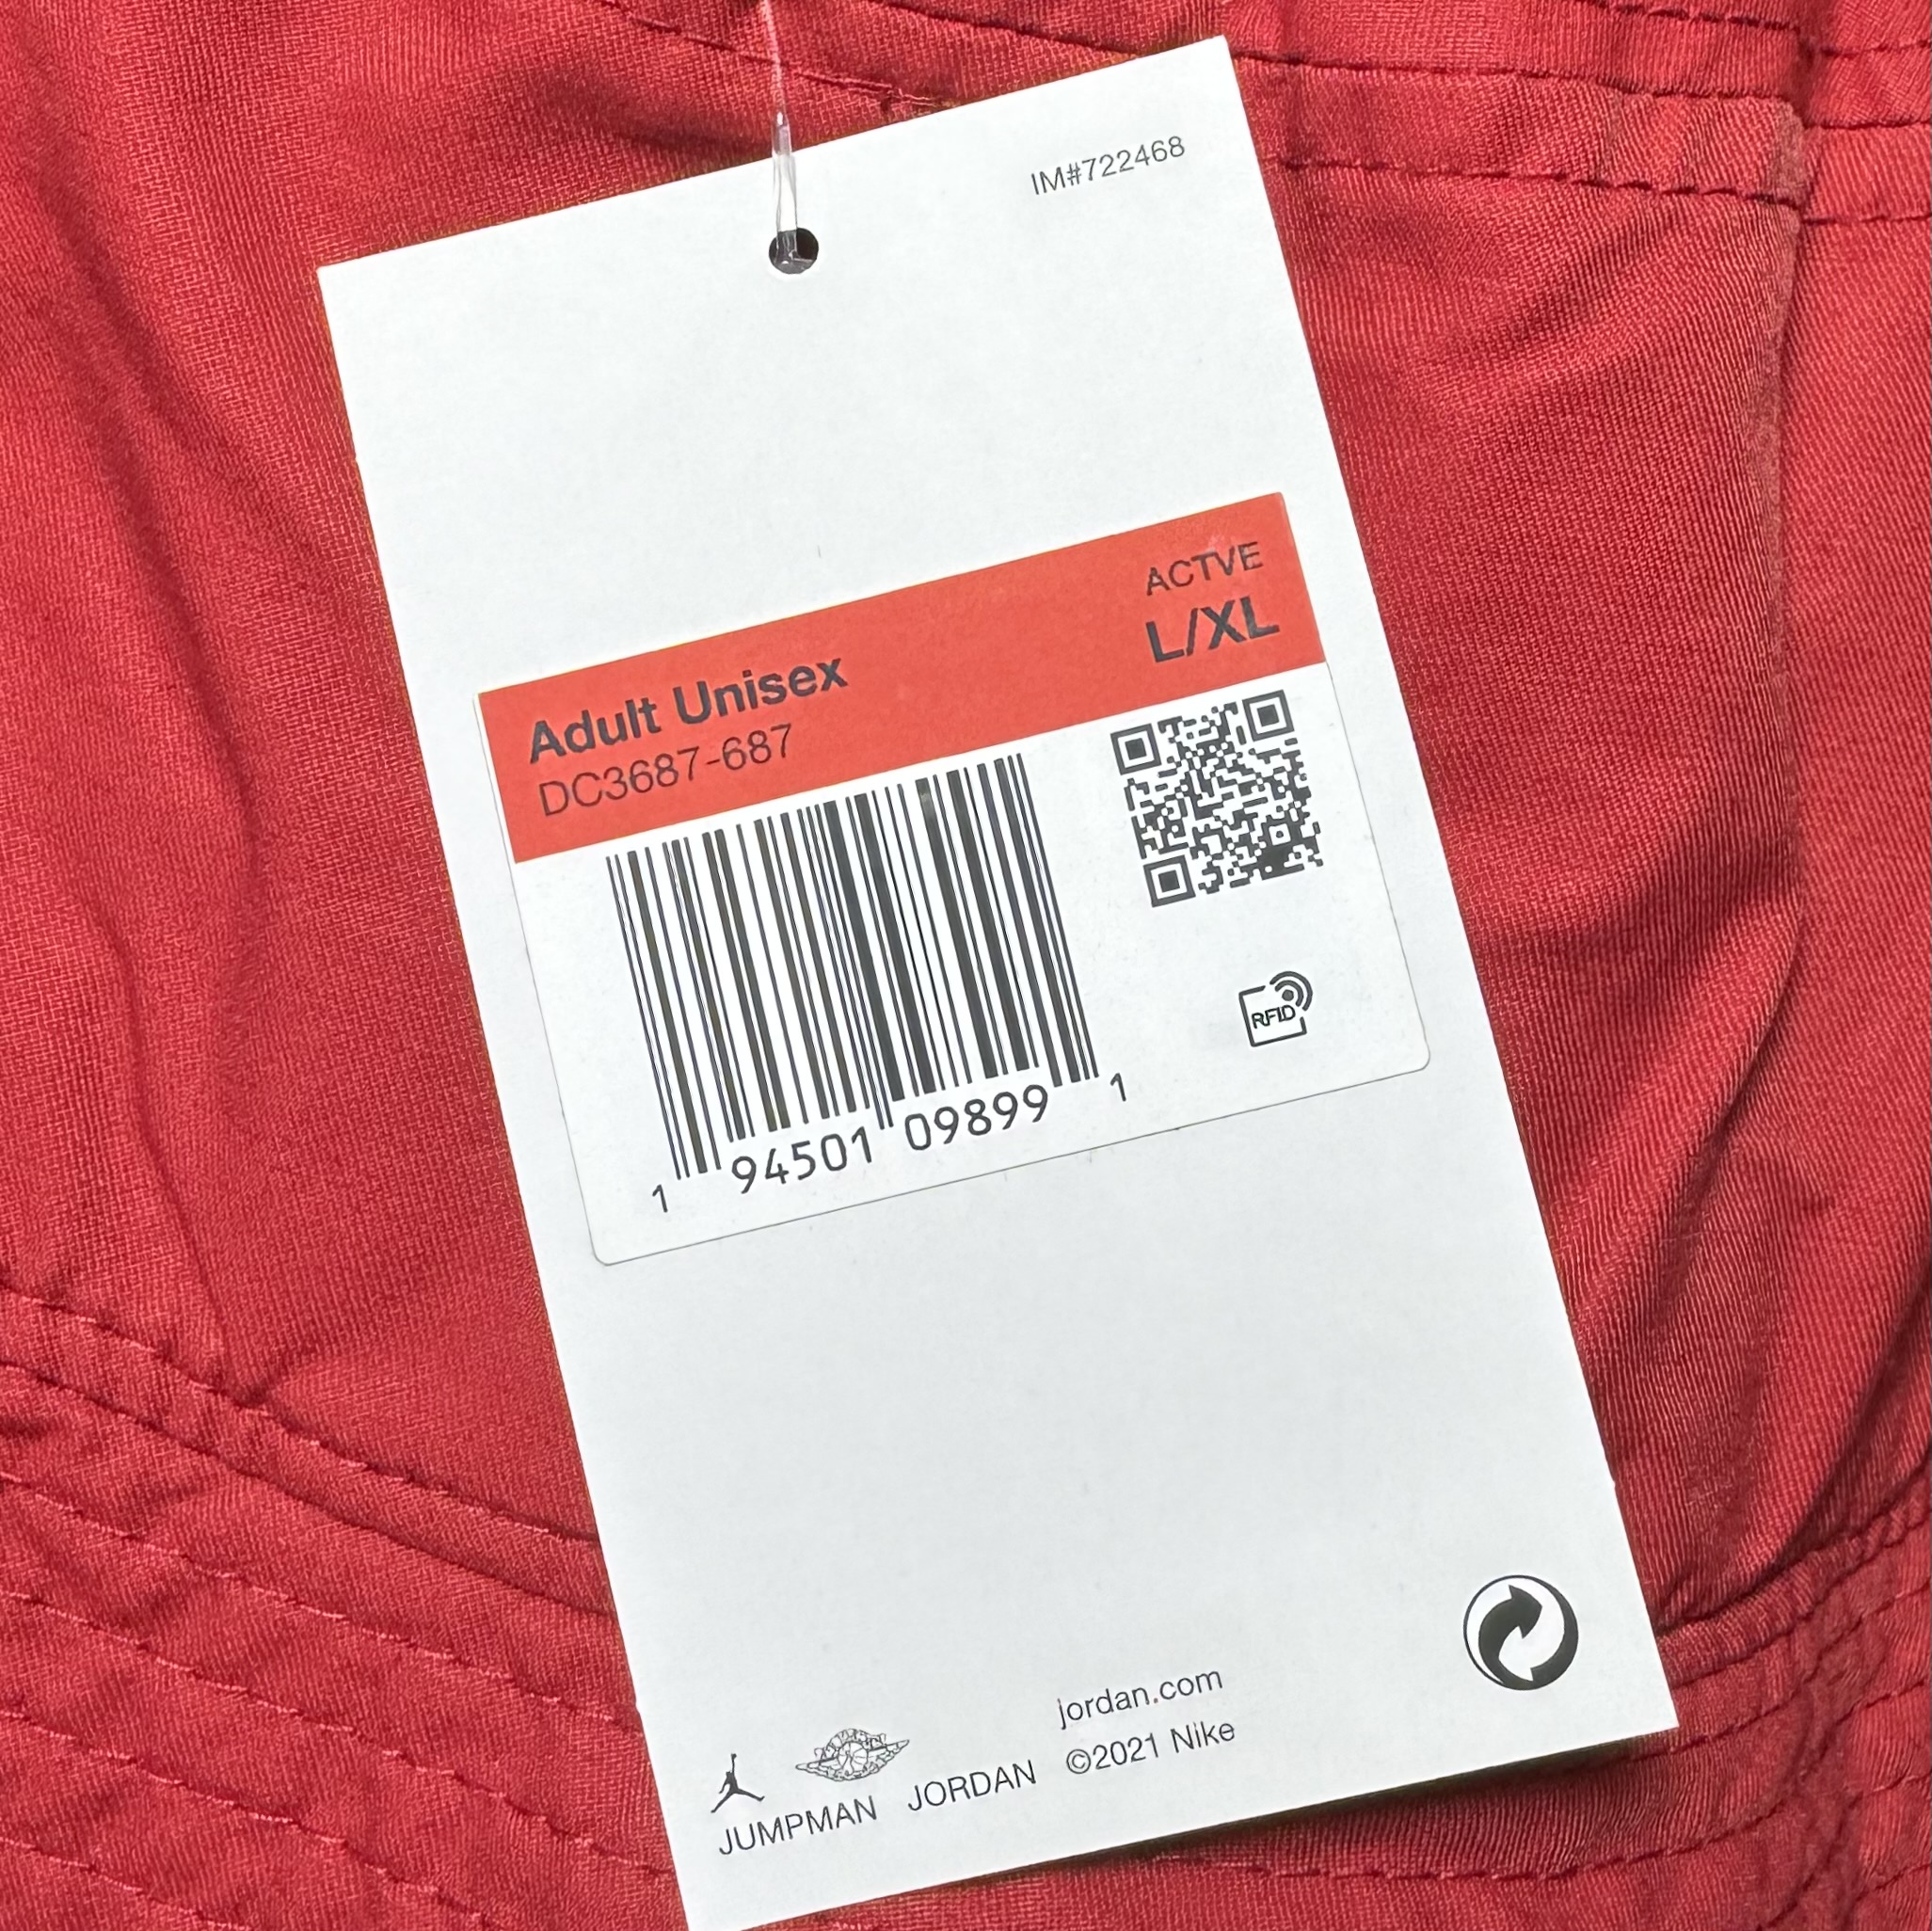 IM#722468
ACTVE
L/XL
Adult Unisex
DC3687-687
RFID
1 94501 09899 1
jordan.com
©2021 Nike
JUMPMAN JORDAN